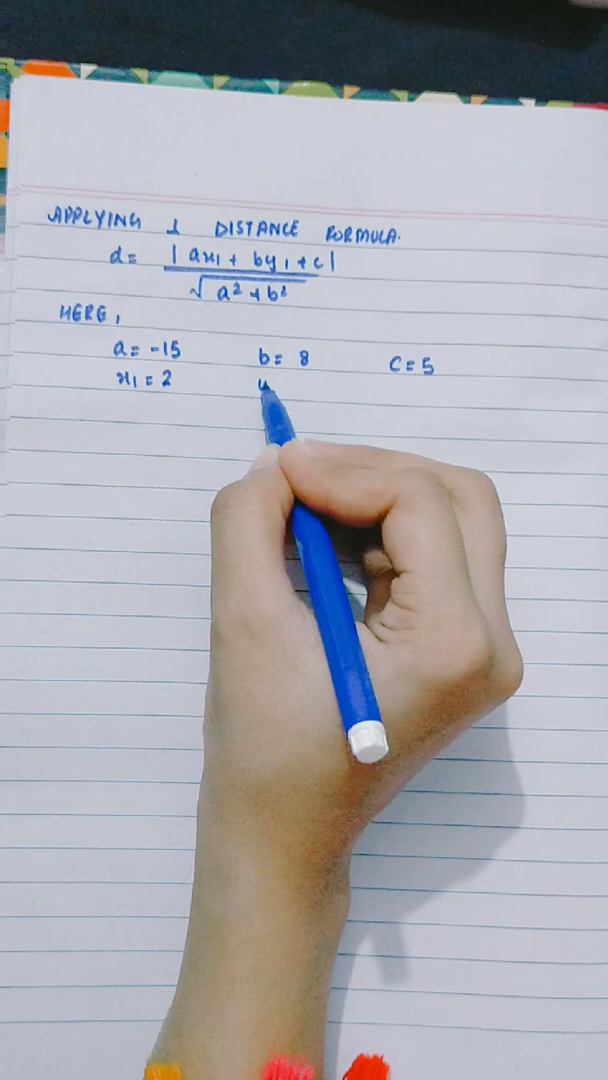 APPLYING ⊥ DISTANCE FORMULA.
d = | ax₁ + by₁ + c |
√ a² + b²
HERE,
a = -15 b = 8 C = 5
x₁ = 2 y